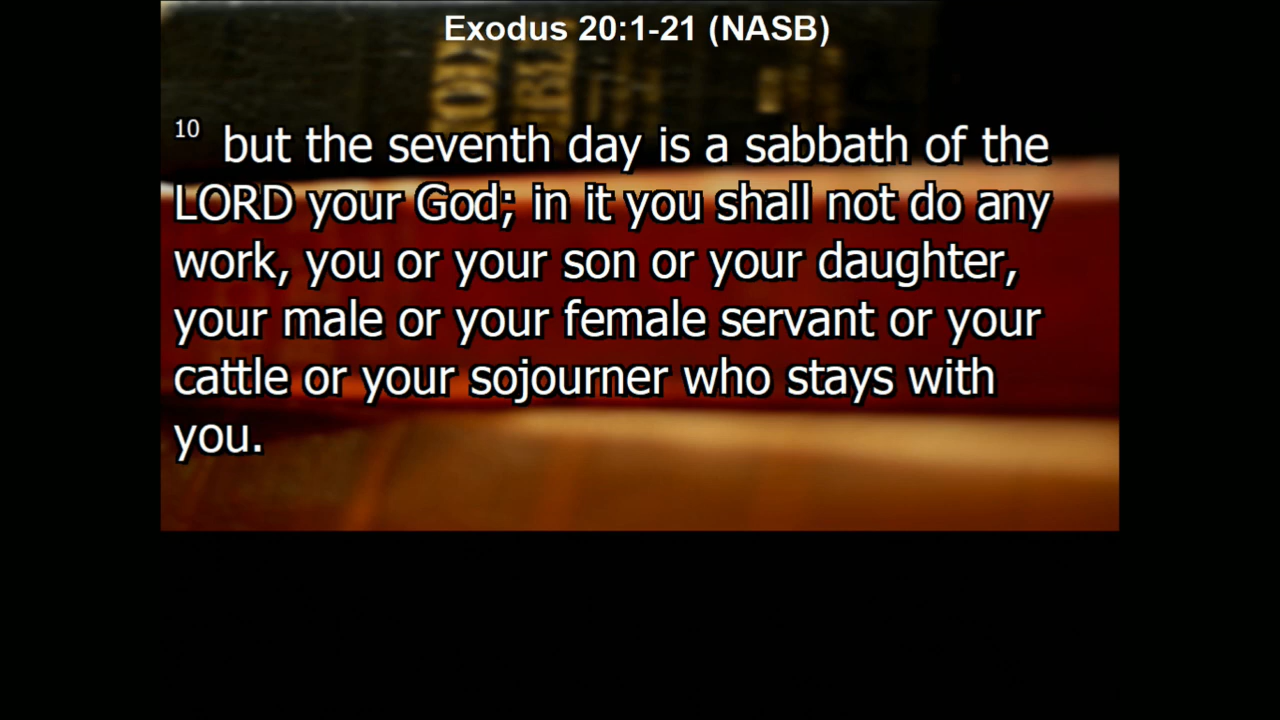 Exodus 20:1-21 (NASB)
10 but the seventh day is a sabbath of the
LORD your God; in it you shall not do any
work, you or your son or your daughter,
your male or your female servant or your
cattle or your sojourner who stays with
you.